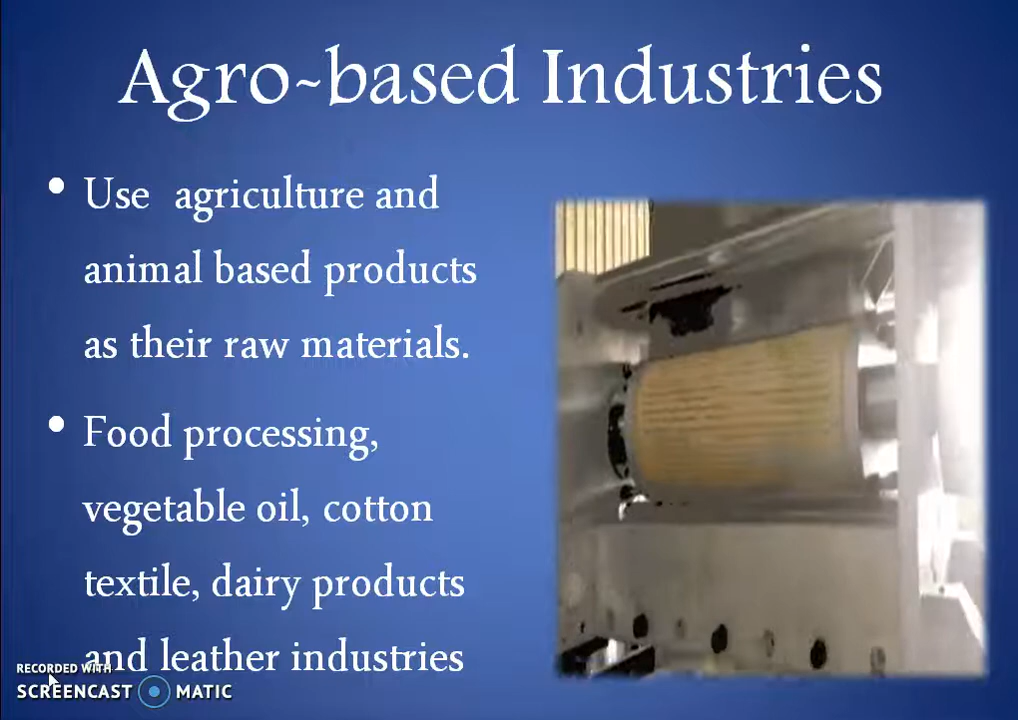 Agro-based Industries
• Use agriculture and
animal based products
as their raw materials.
• Food processing,
vegetable oil, cotton
textile, dairy products
and leather industries
RECORDED WITH
SCREENCAST MATIC